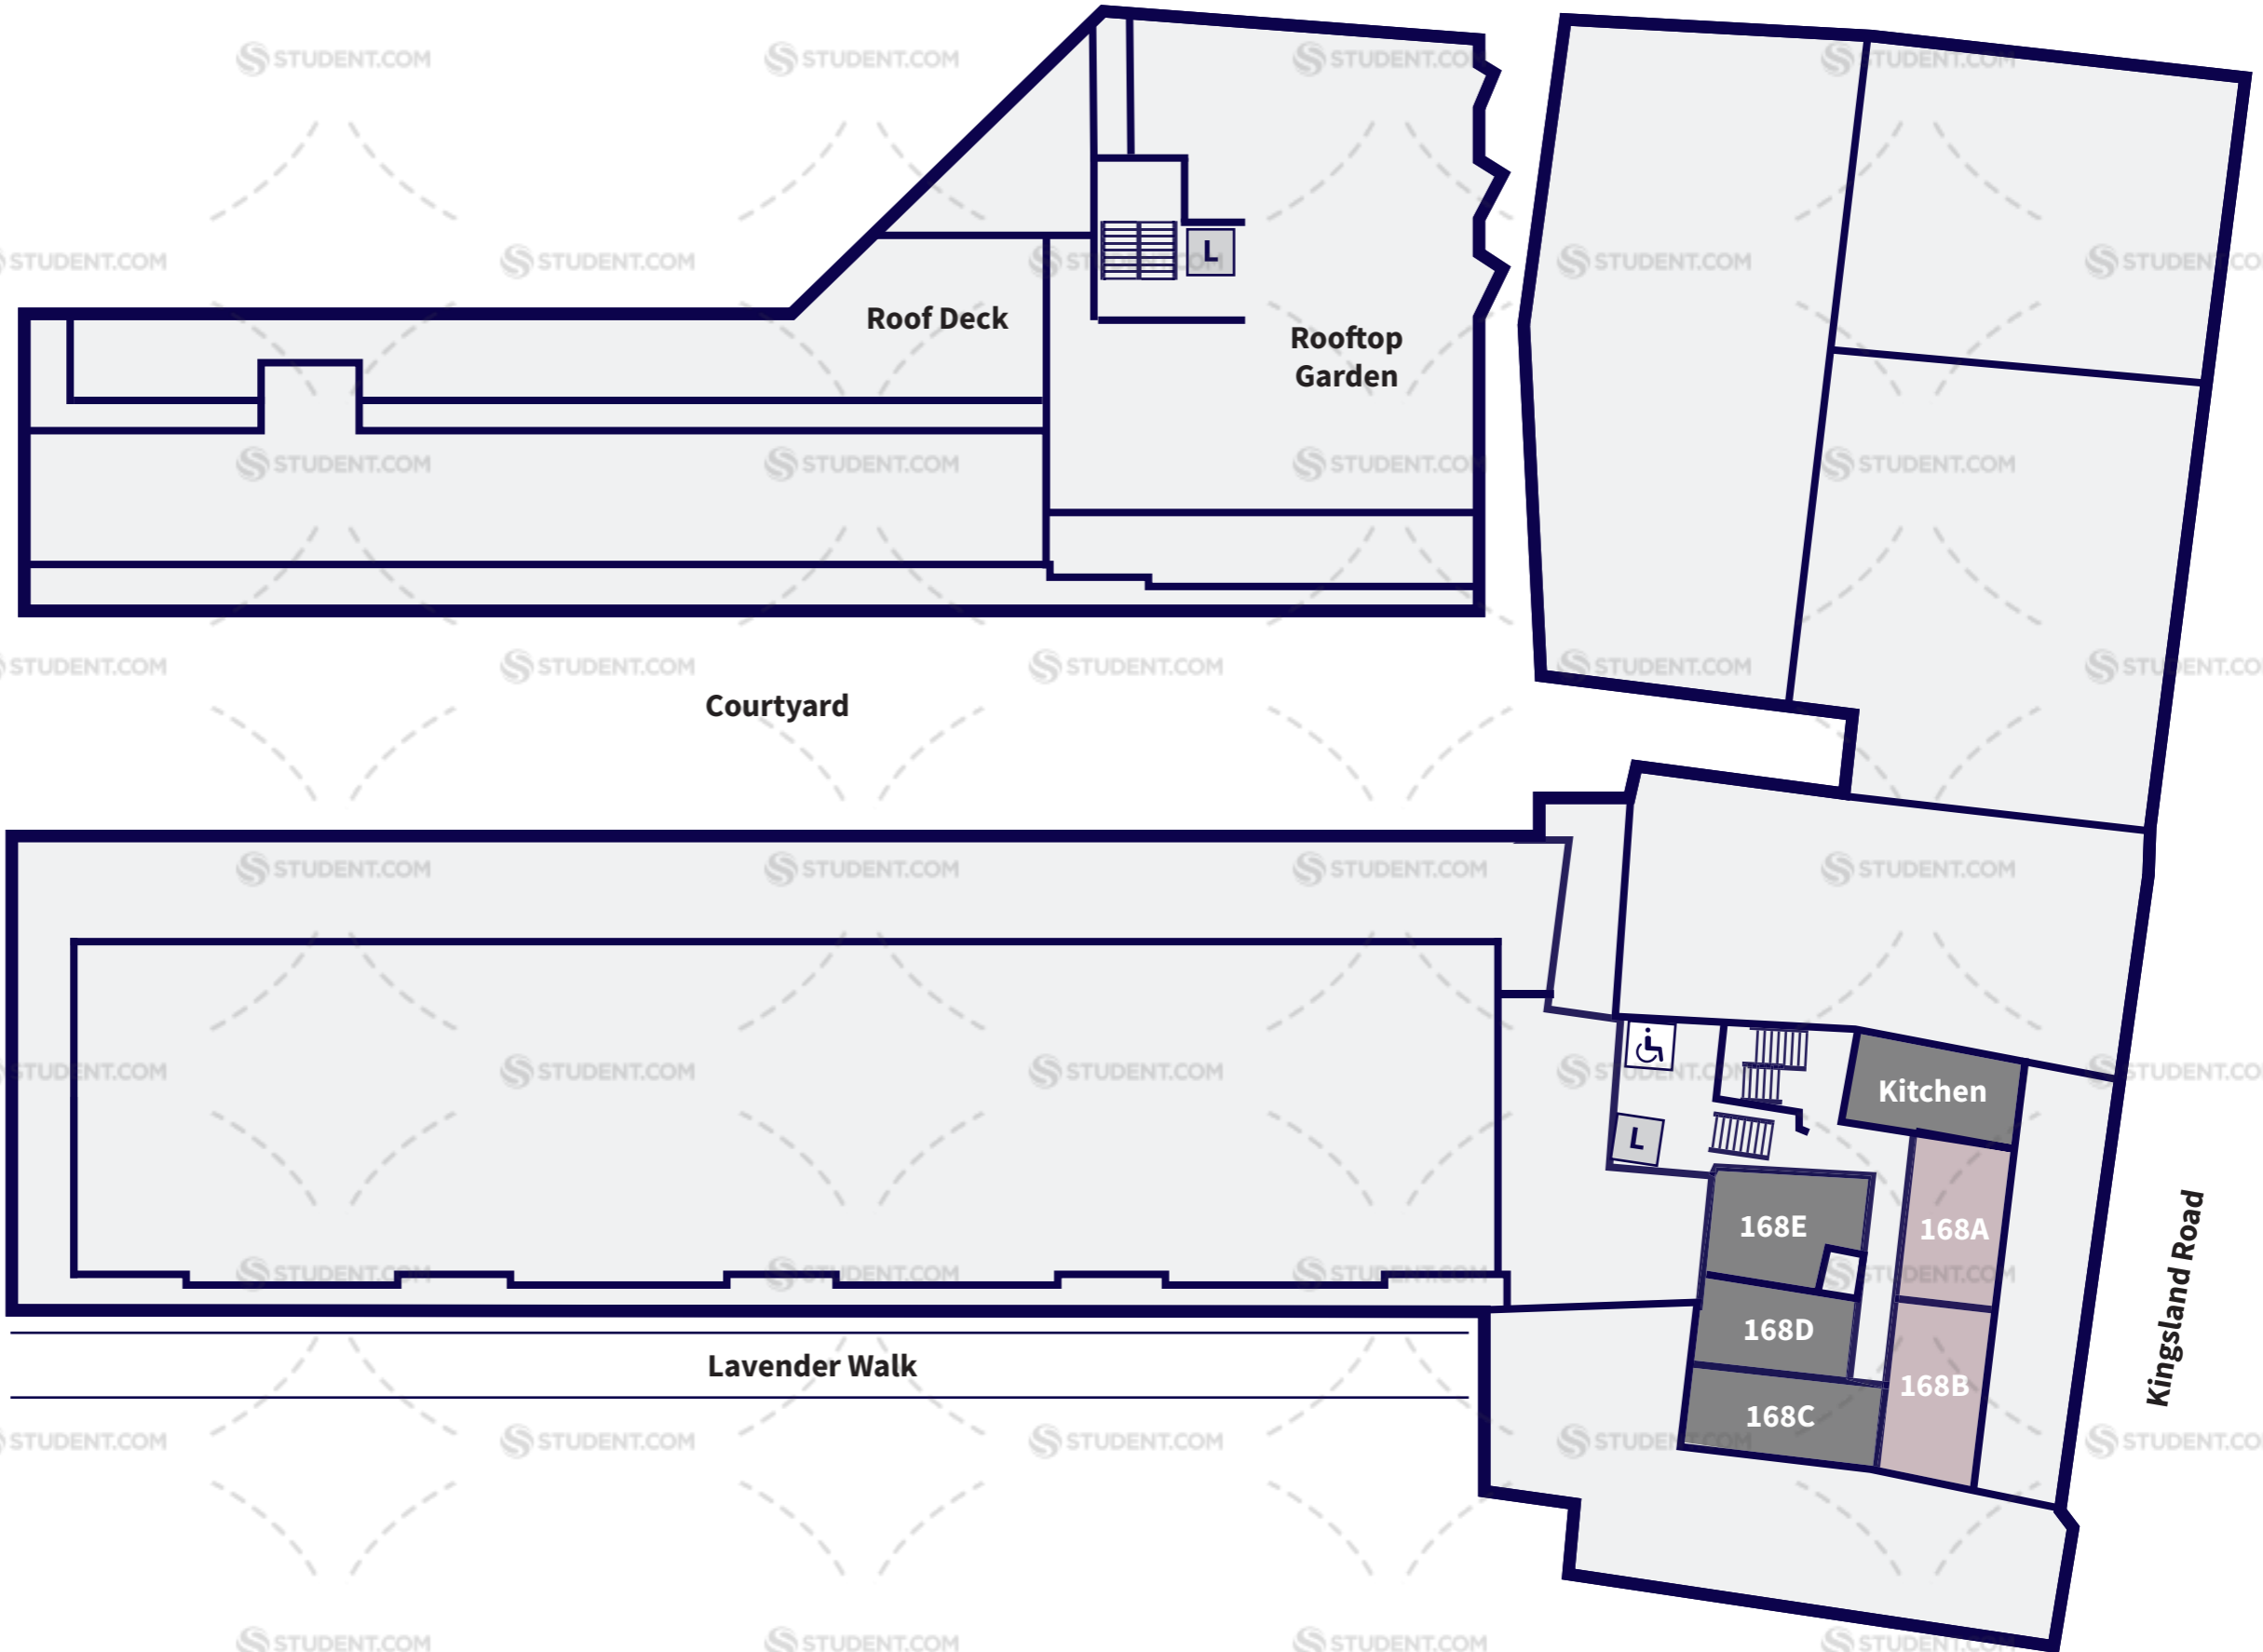 Roof Deck
Rooftop
Garden
L
Courtyard
Kitchen
L
168E
168A
168D
168B
168C
Lavender Walk
Kingsland Road
STUDENT.COM